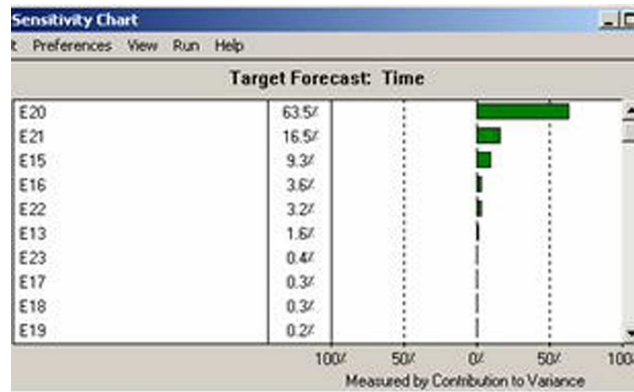 Sensitivity Chart
t Preferences View Run Help
Target Forecast: Time
E20 63.5%
E21 16.5%
E15 9.3%
E16 3.6%
E22 3.2%
E13 1.6%
E23 0.4%
E17 0.3%
E18 0.3%
E19 0.2%
100% 50% 0% 50% 100%
Measured by Contribution to Variance